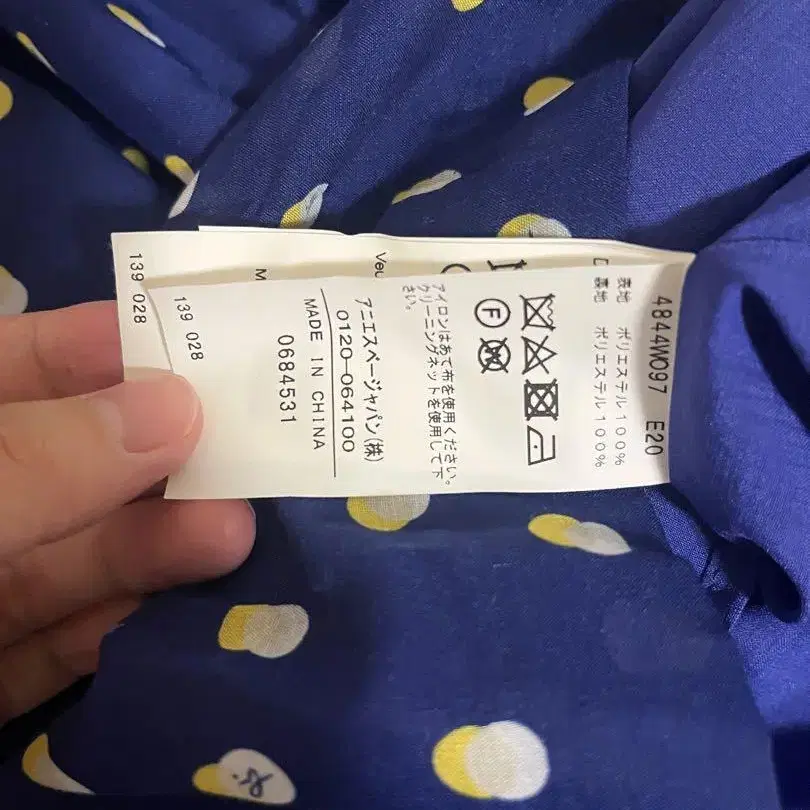 4844W097 E20
表地 ポリエステル100%
裏地 ポリエステル100%
F
W
アイロンはあて布を使用ください。
クリーニングネットを使用して下
さい。
アニエスベージャパン(株)
0120-064100
MADE IN CHINA
0684531
139 028
Veu
M
139 028